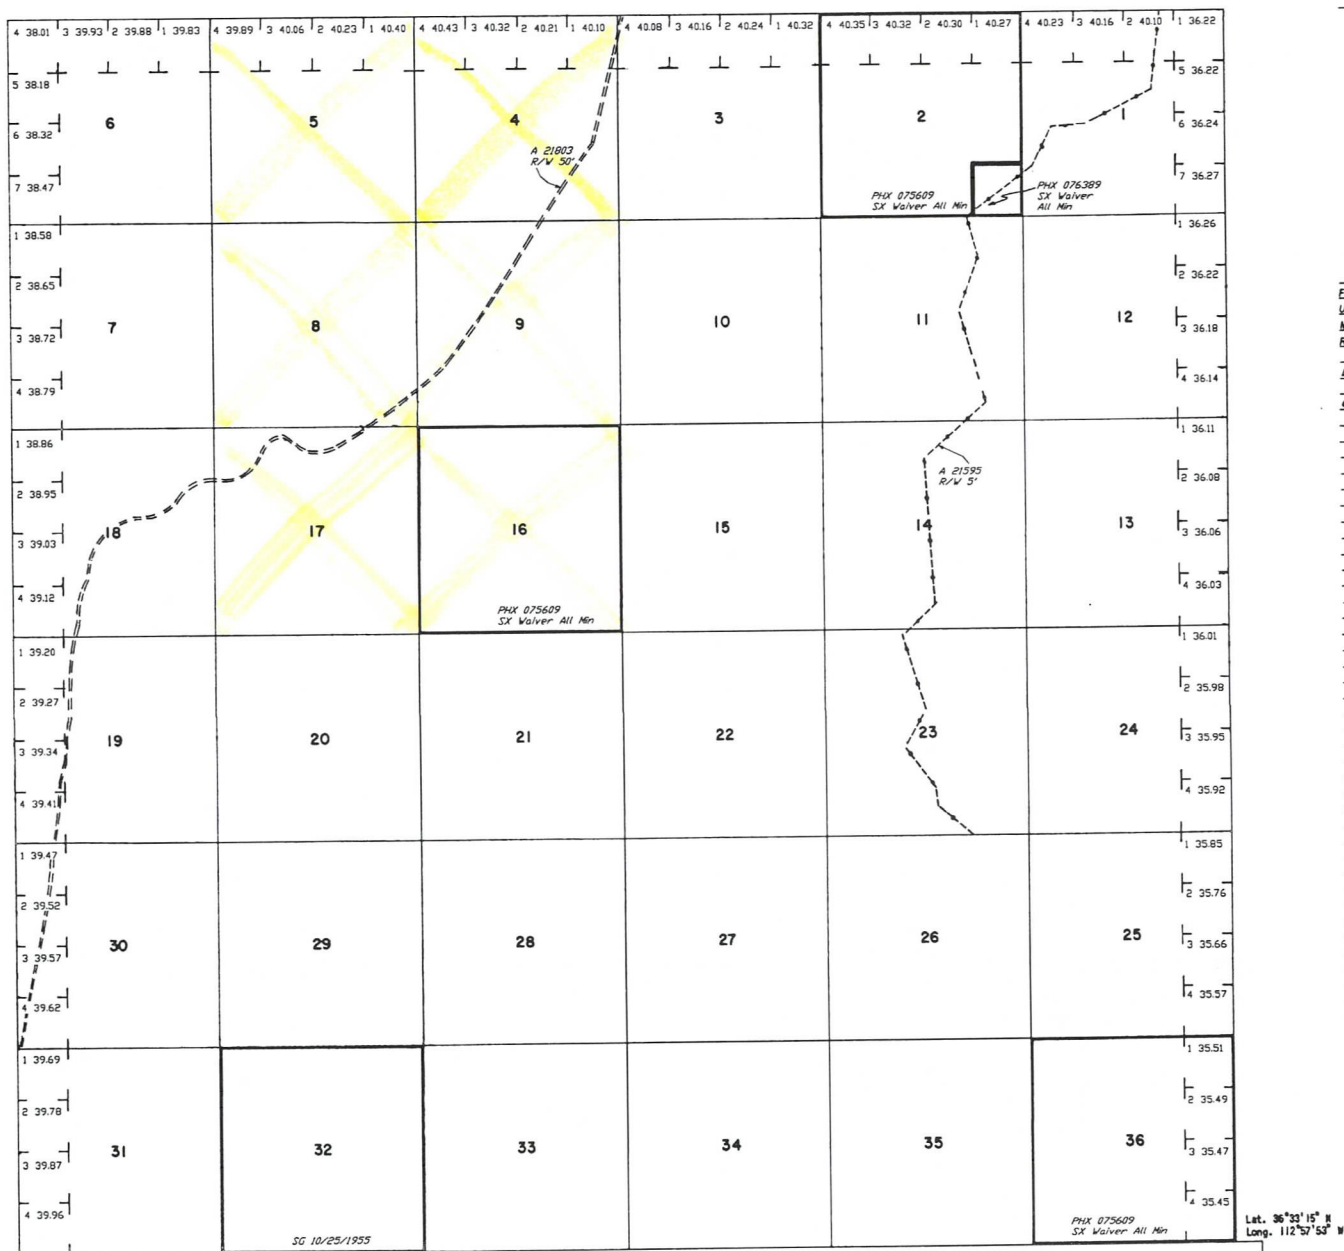 4 38.01 3 39.93 2 39.88 1 39.83 4 39.89 3 40.06 2 40.23 1 40.40 4 40.43 3 40.32 2 40.21 1 40.10 4 40.08 3 40.16 2 40.24 1 40.32 4 40.35 3 40.32 2 40.30 1 40.27 4 40.23 3 40.16 2 40.10 1 36.22
5 38.18 5 36.22
6 38.32 6 5 4 3 2 1 6 36.24
A 21803
R/W 50'
7 38.47 7 36.27
PHX 075609
SX Waiver All Min
PHX 076389
SX Waiver
All Min
1 38.58 1 36.26
2 38.65 2 36.22
3 38.72 7 8 9 10 11 12 3 36.18
4 38.79 4 36.14
1 38.86 1 36.11
A 21595
R/W 5'
2 38.95 2 36.08
3 39.03 18 17 16 15 14 13 3 36.06
4 39.12 4 36.03
PHX 075609
SX Waiver All Min
1 39.20 1 36.01
2 39.27 2 35.98
3 39.34 19 20 21 22 23 24 3 35.95
4 39.41 4 35.92
1 39.47 1 35.85
2 39.52 2 35.76
3 39.57 30 29 28 27 26 25 3 35.66
4 39.62 4 35.57
1 39.69 1 35.51
2 39.78 2 35.49
3 39.87 31 32 33 34 35 36 3 35.47
4 39.96 4 35.45
SG 10/25/1955
PHX 075609
SX Waiver All Min
Lat. 36°33'15" N
Long. 112°57'53" W